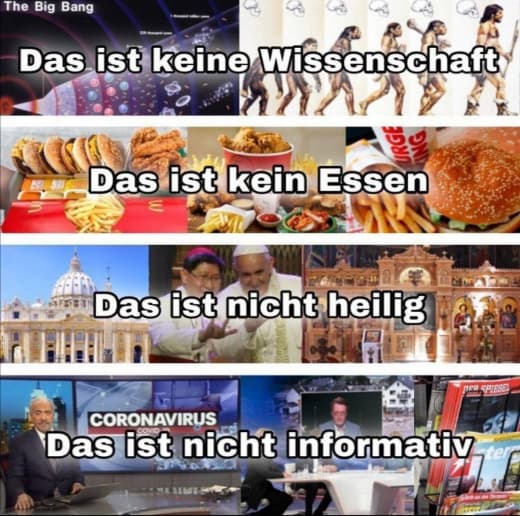 The Big Bang
Das ist keine Wissenschaft
Das ist kein Essen
KING
Das ist nicht heilig
CORONAVIRUS
COVID
Das ist nicht informativ
DER SPIEGEL